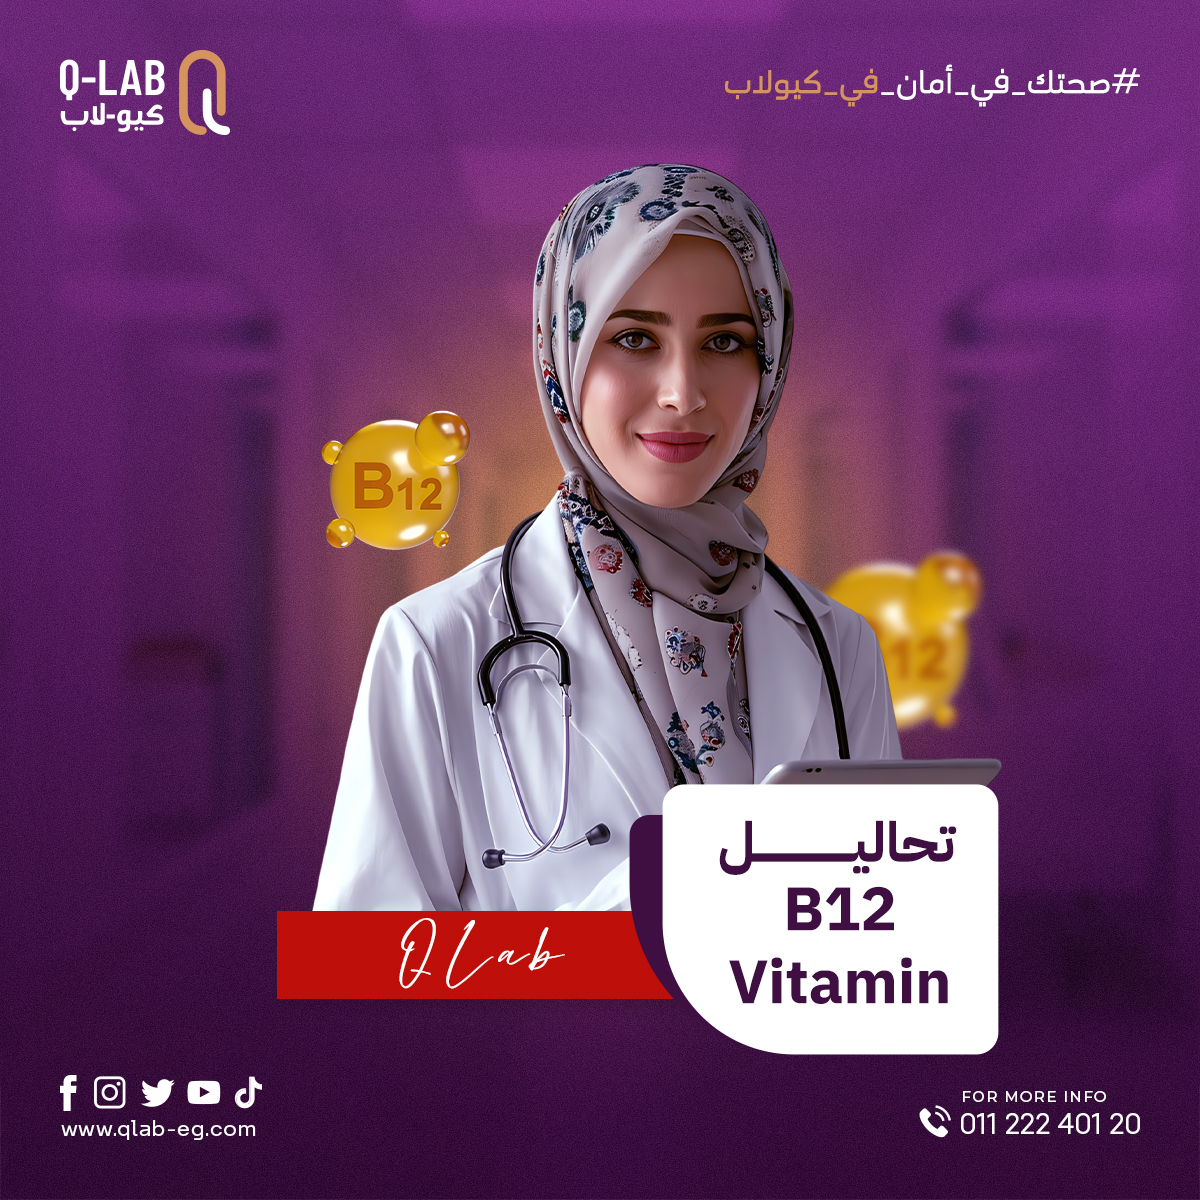 Q-LAB
كيو-لاب
#صحتك_في_أمان_في_كيولاب
B12
12
تحاليـــــل
B12
Vitamin
Q Lab
www.qlab-eg.com
FOR MORE INFO
011 222 401 20